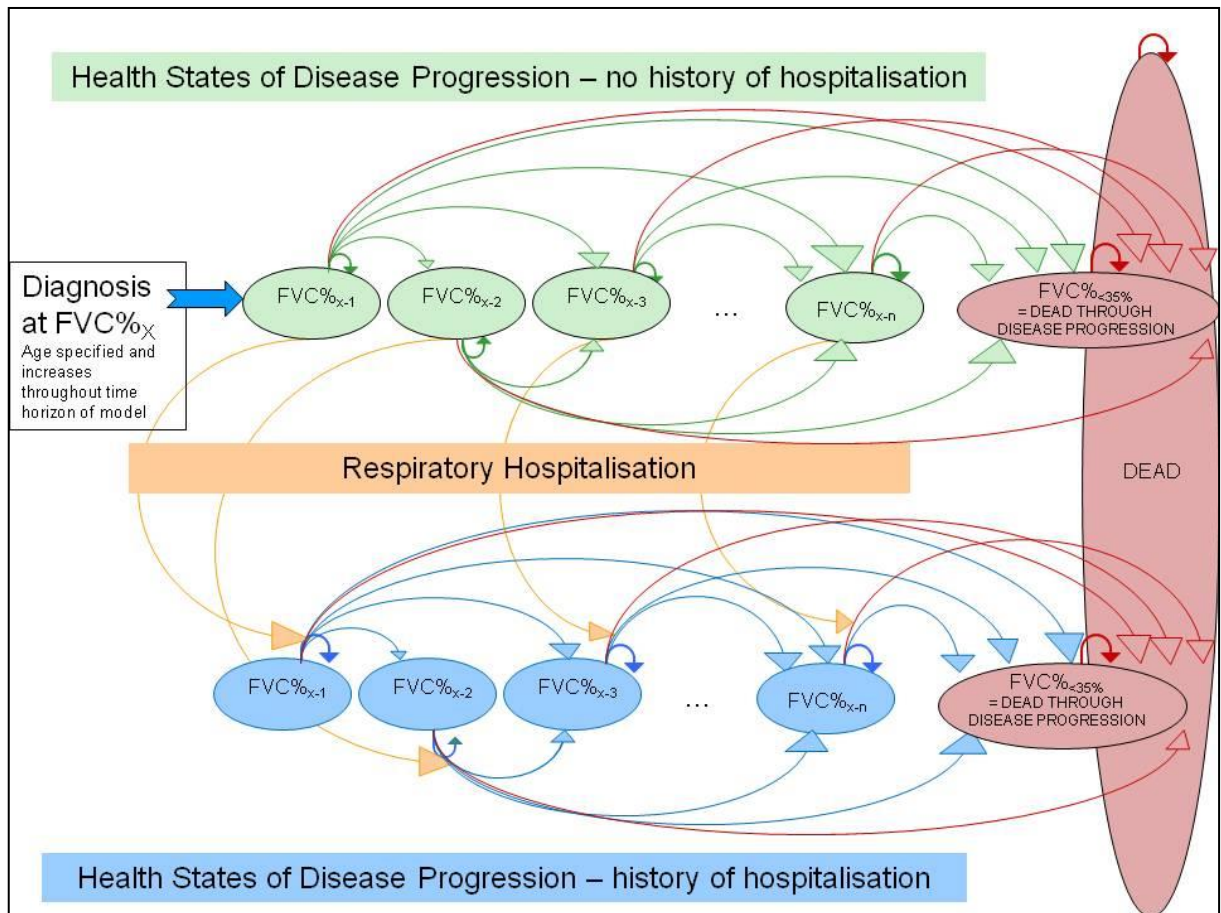 Health States of Disease Progression – no history of hospitalisation
Diagnosis
at FVC%x
Age specified and
increases
throughout time
horizon of model
FVC%x-1
FVC%x-2
FVC%x-3
...
FVC%x-n
FVC%<35%
= DEAD THROUGH
DISEASE PROGRESSION
Respiratory Hospitalisation
DEAD
FVC%x-1
FVC%x-2
FVC%x-3
...
FVC%x-n
FVC%<35%
= DEAD THROUGH
DISEASE PROGRESSION
Health States of Disease Progression – history of hospitalisation